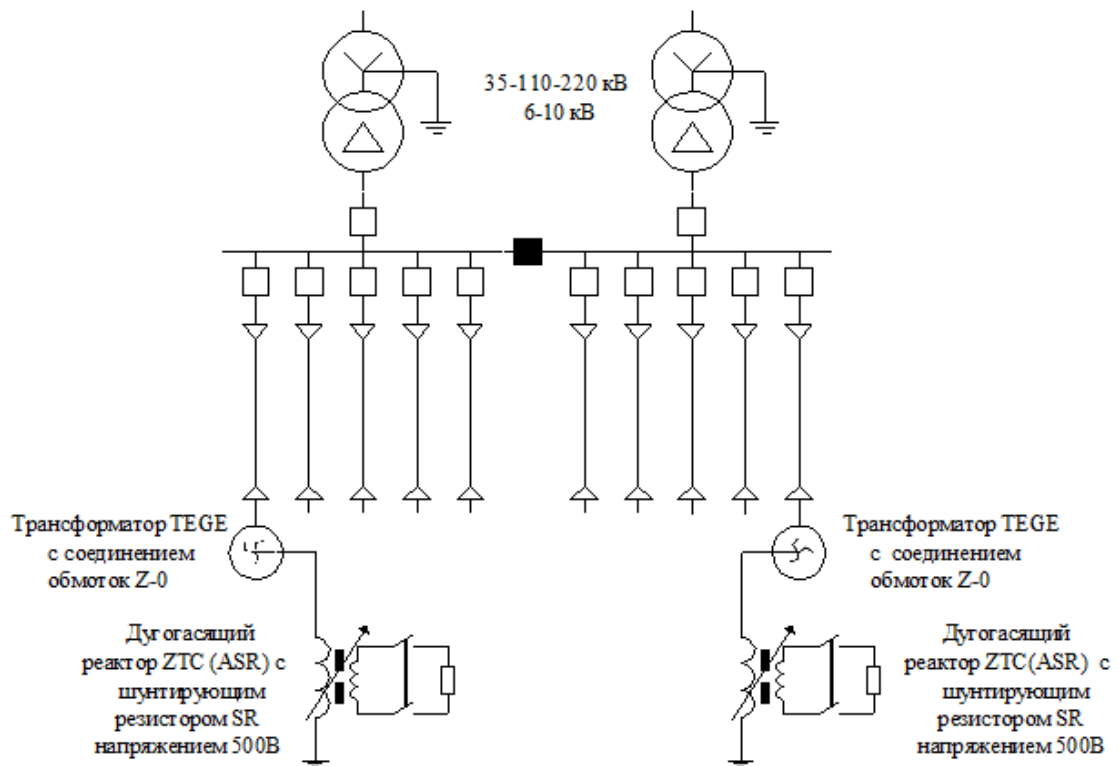 35-110-220 кВ
6-10 кВ
Трансформатор TEGE
с соединением
обмоток Z-0
Трансформатор TEGE
с соединением
обмоток Z-0
Дугогасящий
реактор ZTC (ASR) с
шунтирующим
резистором SR
напряжением 500В
Дугогасящий
реактор ZTC(ASR) с
шунтирующим
резистором SR
напряжением 500В